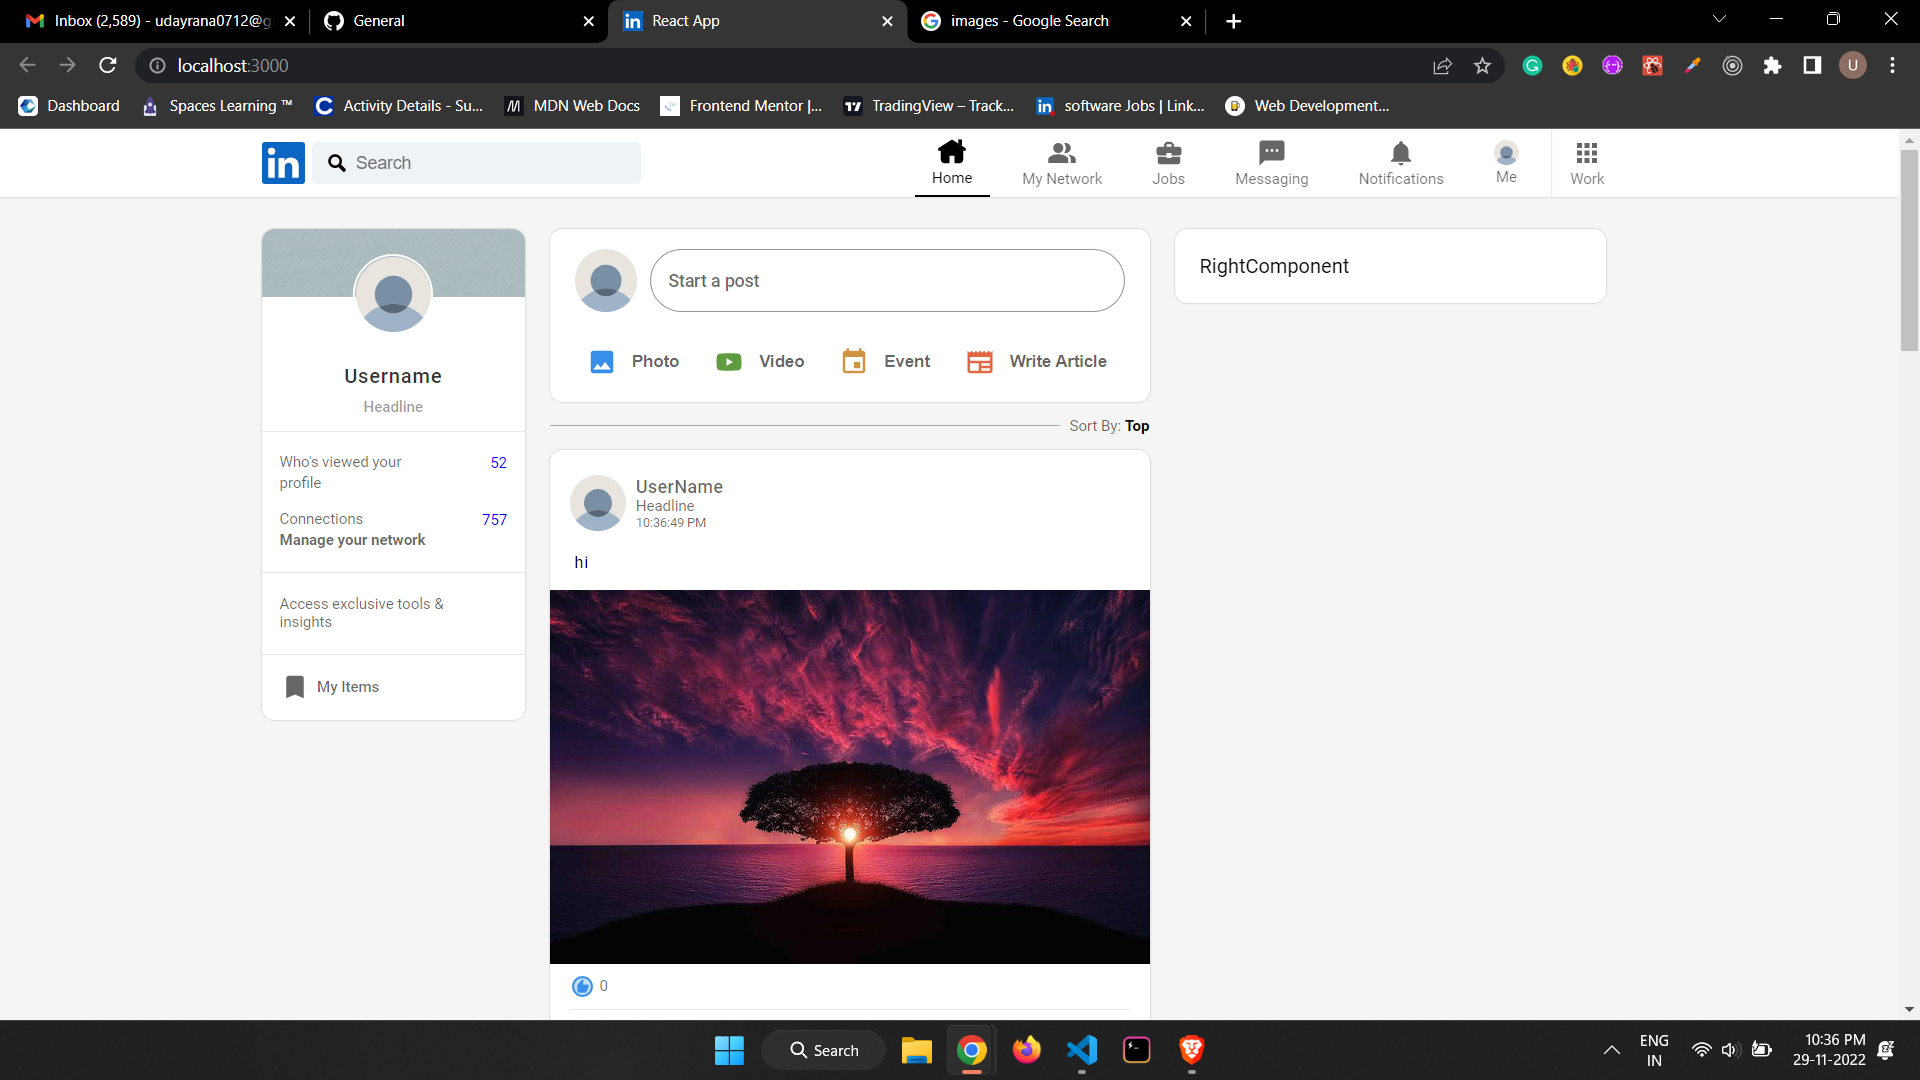 Inbox (2,589) - udayrana0712@g
General
React App
images - Google Search
localhost:3000
U
Dashboard
Spaces Learning ™
Activity Details - Su...
MDN Web Docs
Frontend Mentor |...
TradingView – Track...
software Jobs | Link...
Web Development...
in
Search
Home
My Network
Jobs
Messaging
Notifications
Me
Work
Username
Headline
Who's viewed your profile
52
Connections
757
Manage your network
Access exclusive tools &
insights
My Items
Start a post
Photo
Video
Event
Write Article
Sort By: Top
UserName
Headline
10:36:49 PM
hi
0
RightComponent
Search
ENG
IN
10:36 PM
29-11-2022